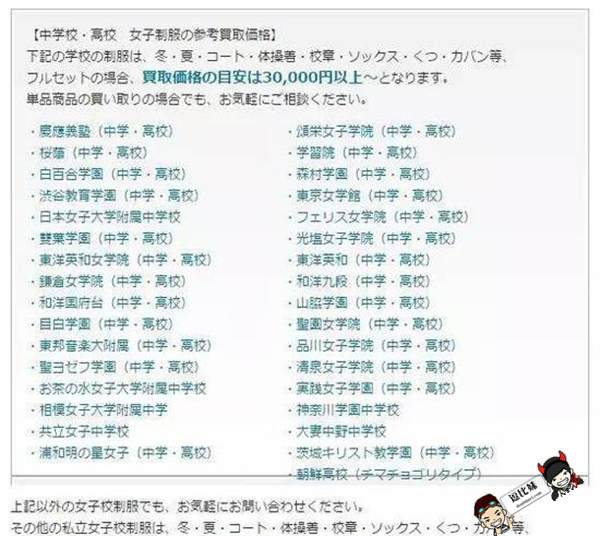 【中学校・高校　女子制服の参考買取価格】
下記の学校の制服は、冬・夏・コート・体操着・校章・ソックス・くつ・カバン等、
フルセットの場合、買取価格の目安は30,000円以上～となります。
単品商品の買い取りの場合でも、お気軽にご相談ください。
・慶應義塾（中学・高校）
・桜蔭（中学・高校）
・白百合学園（中学・高校）
・渋谷教育学園（中学・高校）
・日本女子大学附属中学校
・雙葉学園（中学・高校）
・東洋英和女学院（中学・高校）
・鎌倉女学院（中学・高校）
・和洋国府台（中学・高校）
・目白学園（中学・高校）
・東邦音楽大附属（中学・高校）
・聖ヨゼフ学園（中学・高校）
・お茶の水女子大学附属中学校
・相模女子大学附属中学
・共立女子中学校
・浦和明の星女子（中学・高校）
・頌栄女子学院（中学・高校）
・学習院（中学・高校）
・森村学園（中学・高校）
・東京女学館（中学・高校）
・フェリス女学院（中学・高校）
・光塩女子学院（中学・高校）
・東洋英和（中学・高校）
・和洋九段（中学・高校）
・山脇学園（中学・高校）
・聖園女学院（中学・高校）
・品川女子学院（中学・高校）
・清泉女子学院（中学・高校）
・実践女子学園（中学・高校）
・神奈川学園中学校
・大妻中野中学校
・茨城キリスト教学園（中学・高校）
・朝鮮高校（チマチョゴリタイプ）
上記以外の女子校制服でも、お気軽にお問い合わせください。
その他の私立女子校制服は、冬・夏・コート・体操着・校章・ソックス・くつ・カバン等、
逗比妹